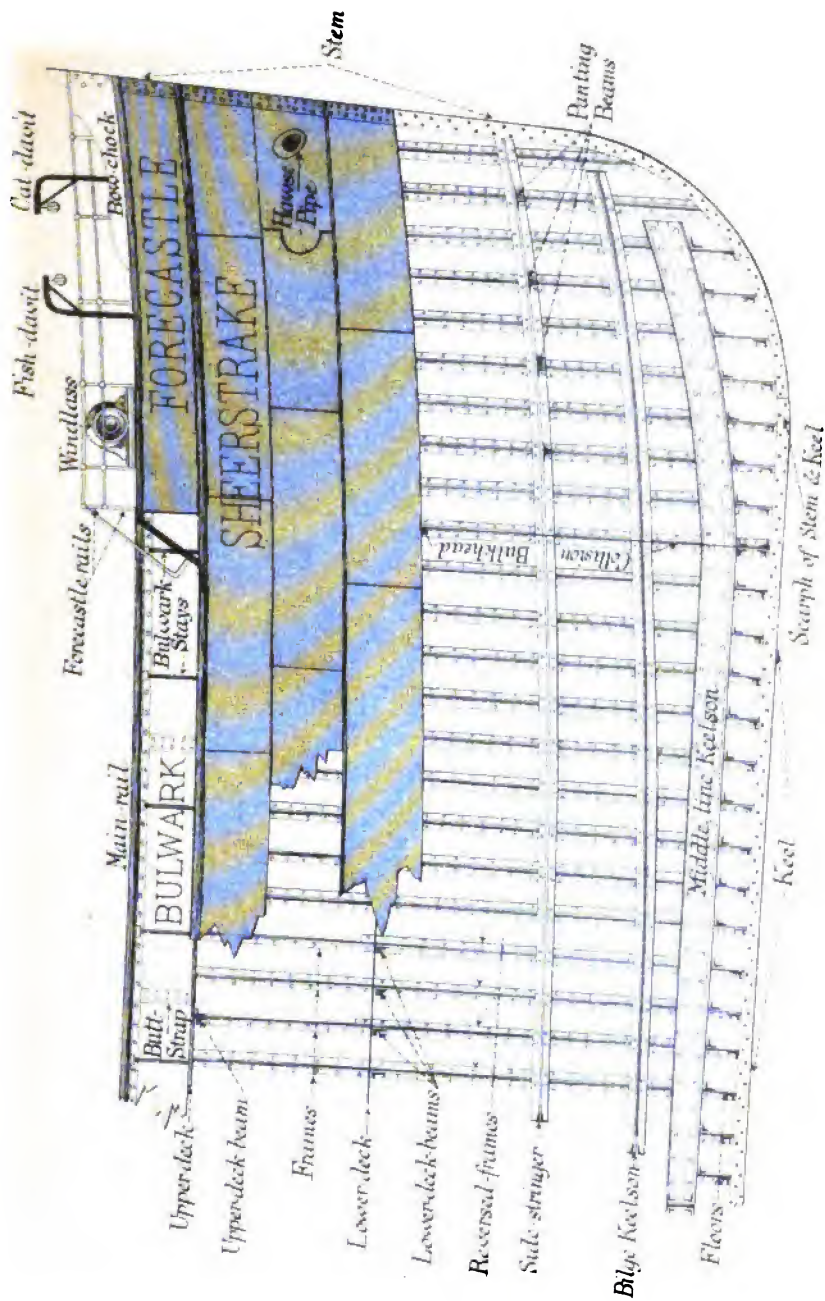 Cat-davit
Fish-davit
Windlass
Forecastle rails
Main-rail
Bow-chock
Stem
FORECASTLE
SHEERSTRAKE
Hawse
Pipe
Bulwark
Stays
BULWARK
Butt-
Strap
Upper-deck
Upper-deck-beam
Frames
Lower-deck
Lower-deck-beams
Reversal-frames
Side-stringer
Bilge Keelson
Floors
Panting
Beams
Collision
Bulkhead
Middle line Keelson
Keel
Scarph of Stem & Keel